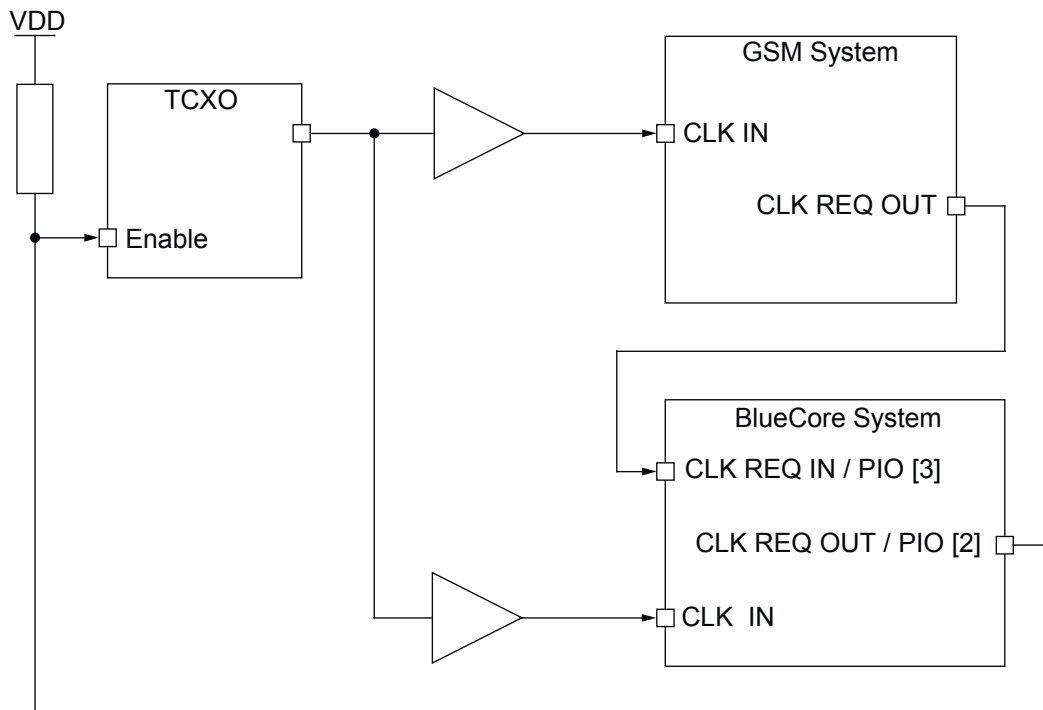 VDD
TCXO
Enable
GSM System
CLK IN
CLK REQ OUT
BlueCore System
CLK REQ IN / PIO [3]
CLK REQ OUT / PIO [2]
CLK IN